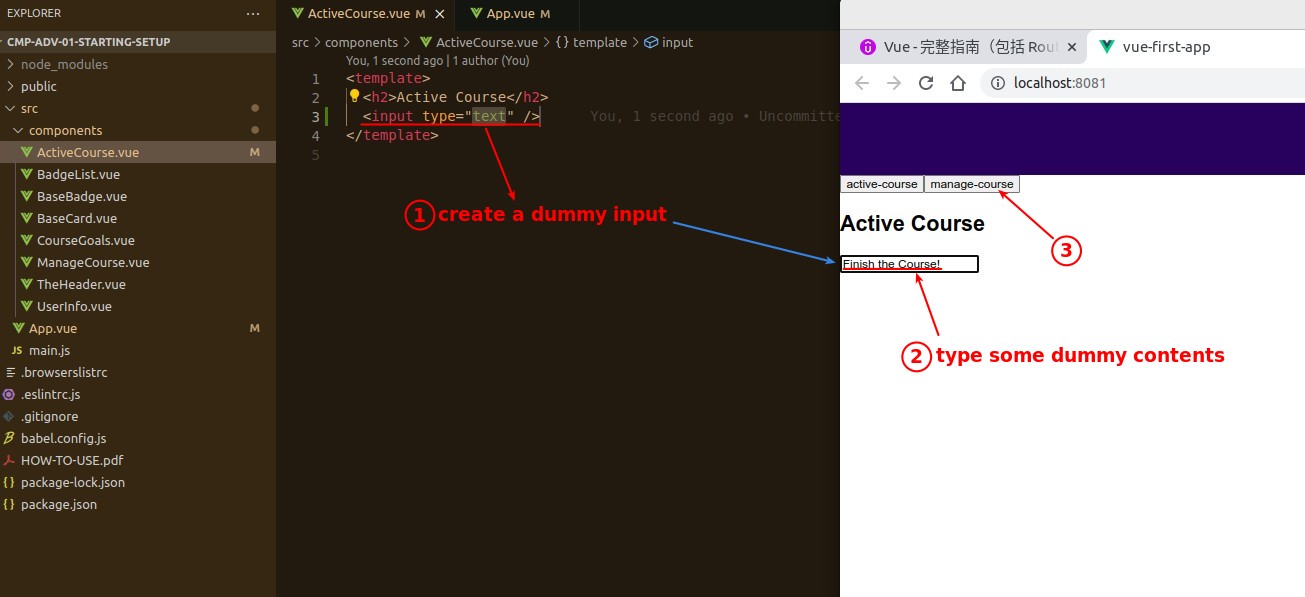 EXPLORER
CMP-ADV-01-STARTING-SETUP
node_modules
public
src
components
ActiveCourse.vue M
BadgeList.vue
BaseBadge.vue
BaseCard.vue
CourseGoals.vue
ManageCourse.vue
TheHeader.vue
UserInfo.vue
App.vue M
JS main.js
.browserslistrc
.eslintrc.js
.gitignore
babel.config.js
HOW-TO-USE.pdf
{} package-lock.json
{} package.json
ActiveCourse.vue M × App.vue M
src > components > ActiveCourse.vue > {} template > input
You, 1 second ago | 1 author (You)
1 <template>
2 <h2>Active Course</h2>
3 <input type="text" /> You, 1 second ago • Uncommitte
4 </template>
5
① create a dummy input
Vue - 完整指南（包括 Rout × vue-first-app
localhost:8081
active-course manage-course
Active Course
③
Finish the Course!
② type some dummy contents